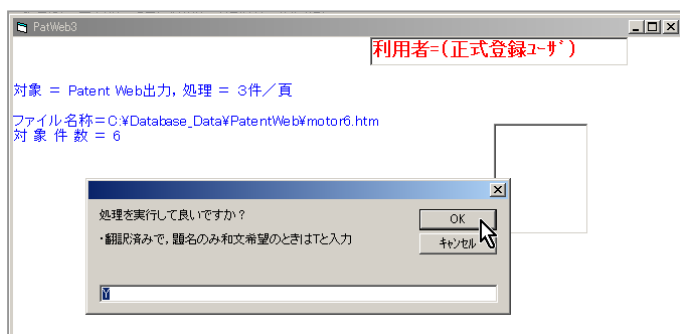 PatWeb3
利用者=(正式登録ﾕｰｻﾞ)
対象 = Patent Web出力, 処理 = 3件／頁
ファイル名称=C:¥Database_Data¥PatentWeb¥motor6.htm
対 象 件 数 = 6
処理を実行して良いですか？
OK
・翻訳済みで, 題名のみ和文希望のときはTと入力
ｷｬﾝｾﾙ
Y